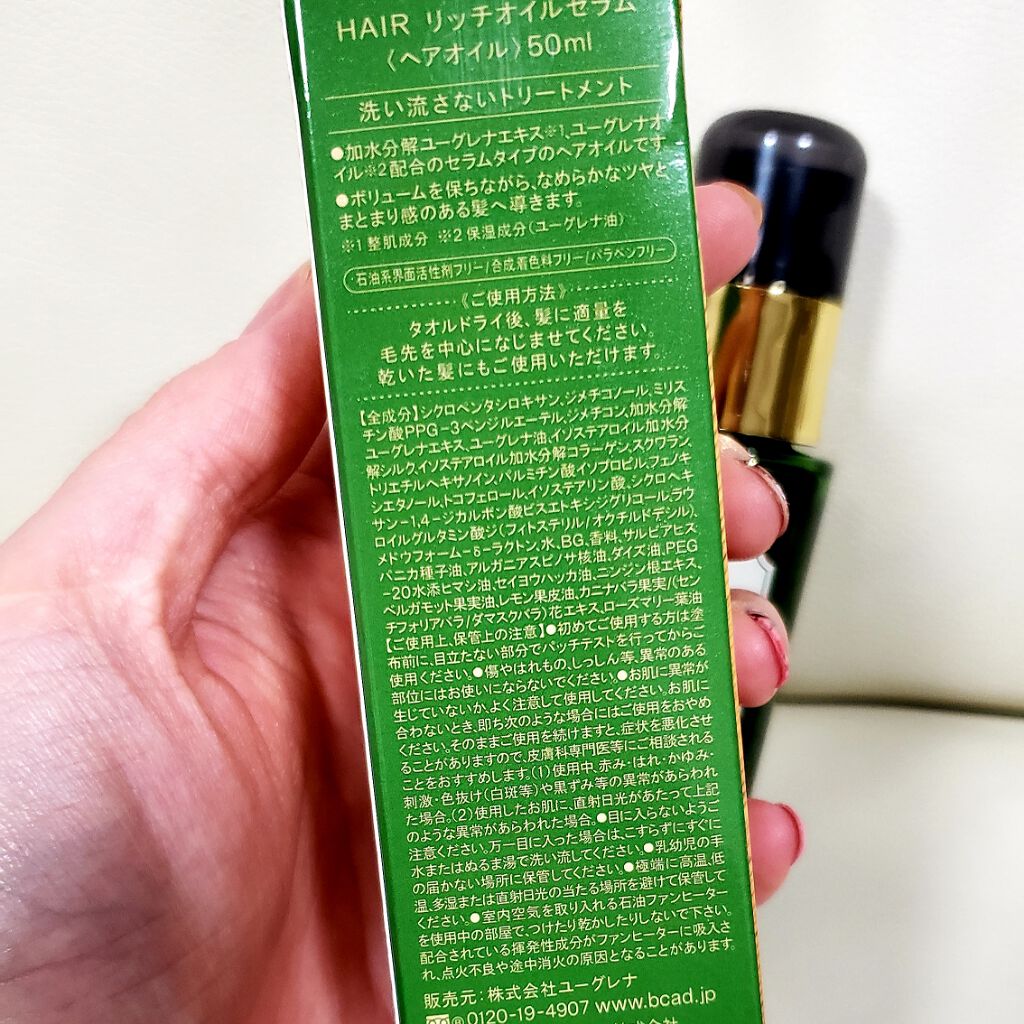 HAIR リッチオイルセラム
〈ヘアオイル〉50ml
洗い流さないトリートメント
●加水分解ユーグレナエキス※1、ユーグレナオ
イル※2配合のセラムタイプのヘアオイルです
●ボリュームを保ちながら、なめらかなツヤと
まとまり感のある髪へ導きます。
※1 整肌成分 ※2 保湿成分(ユーグレナ油)
石油系界面活性剤フリー/合成着色料フリー/パラベンフリー
《ご使用方法》
タオルドライ後、髪に適量を
毛先を中心になじませてください。
乾いた髪にもご使用いただけます。
【全成分】シクロペンタシロキサン、ジメチコノール、ミリス
チン酸PPG-3ベンジルエーテル、ジメチコン、加水分解
ユーグレナエキス、ユーグレナ油、イソステアロイル加水分
解シルク、イソステアロイル加水分解コラーゲン、スクワラン、
トリエチルヘキサノイン、パルミチン酸イソプロピル、フェノキ
シエタノール、トコフェロール、イソステアリン酸、シクロヘキ
サン-1,4-ジカルボン酸ビスエトキシジグリコール、ラウ
ロイルグルタミン酸ジ(フィトステリル/オクチルドデシル)、
メドウフォーム-δ-ラクトン、水、BG、香料、サルビアヒス
パニカ種子油、アルガニアスピノサ核油、ダイズ油、PEG
-20水添ヒマシ油、セイヨウハッカ油、ニンジン根エキス、
ベルガモット果実油、レモン果皮油、カニナバラ果実/(セン
チフォリアバラ/ダマスクバラ)花エキス、ローズマリー葉油
【ご使用上、保管上の注意】●初めてご使用する方は塗
布前に、目立たない部分でパッチテストを行ってからご
使用ください。●傷やはれもの、しっしん等、異常のある
部位にはお使いにならないでください。●お肌に異常が
生じていないか、よく注意して使用してください。お肌に
合わないとき、即ち次のような場合にはご使用をおやめ
ください。そのままご使用を続けますと、症状を悪化させ
ることがありますので、皮膚科専門医等にご相談される
ことをおすすめします。(1)使用中、赤み・はれ・かゆみ・
刺激・色抜け(白斑等)や黒ずみ等の異常があらわれ
た場合。(2)使用したお肌に、直射日光があたって上記
のような異常があらわれた場合。●目に入らないようご
注意ください。万一目に入った場合は、こすらずにすぐに
水またはぬるま湯で洗い流してください。●乳幼児の手
の届かない場所に保管してください。●極端に高温、低
温、多湿または直射日光の当たる場所を避けて保管して
ください。●室内空気を取り入れる石油ファンヒーター
を使用中の部屋で、つけたり乾かしたりしないで下さい。
配合されている揮発性成分がファンヒーターに吸入さ
れ、点火不良や途中消火の原因となることがあります。
販売元:株式会社ユーグレナ
0120-19-4907 www.bcad.jp